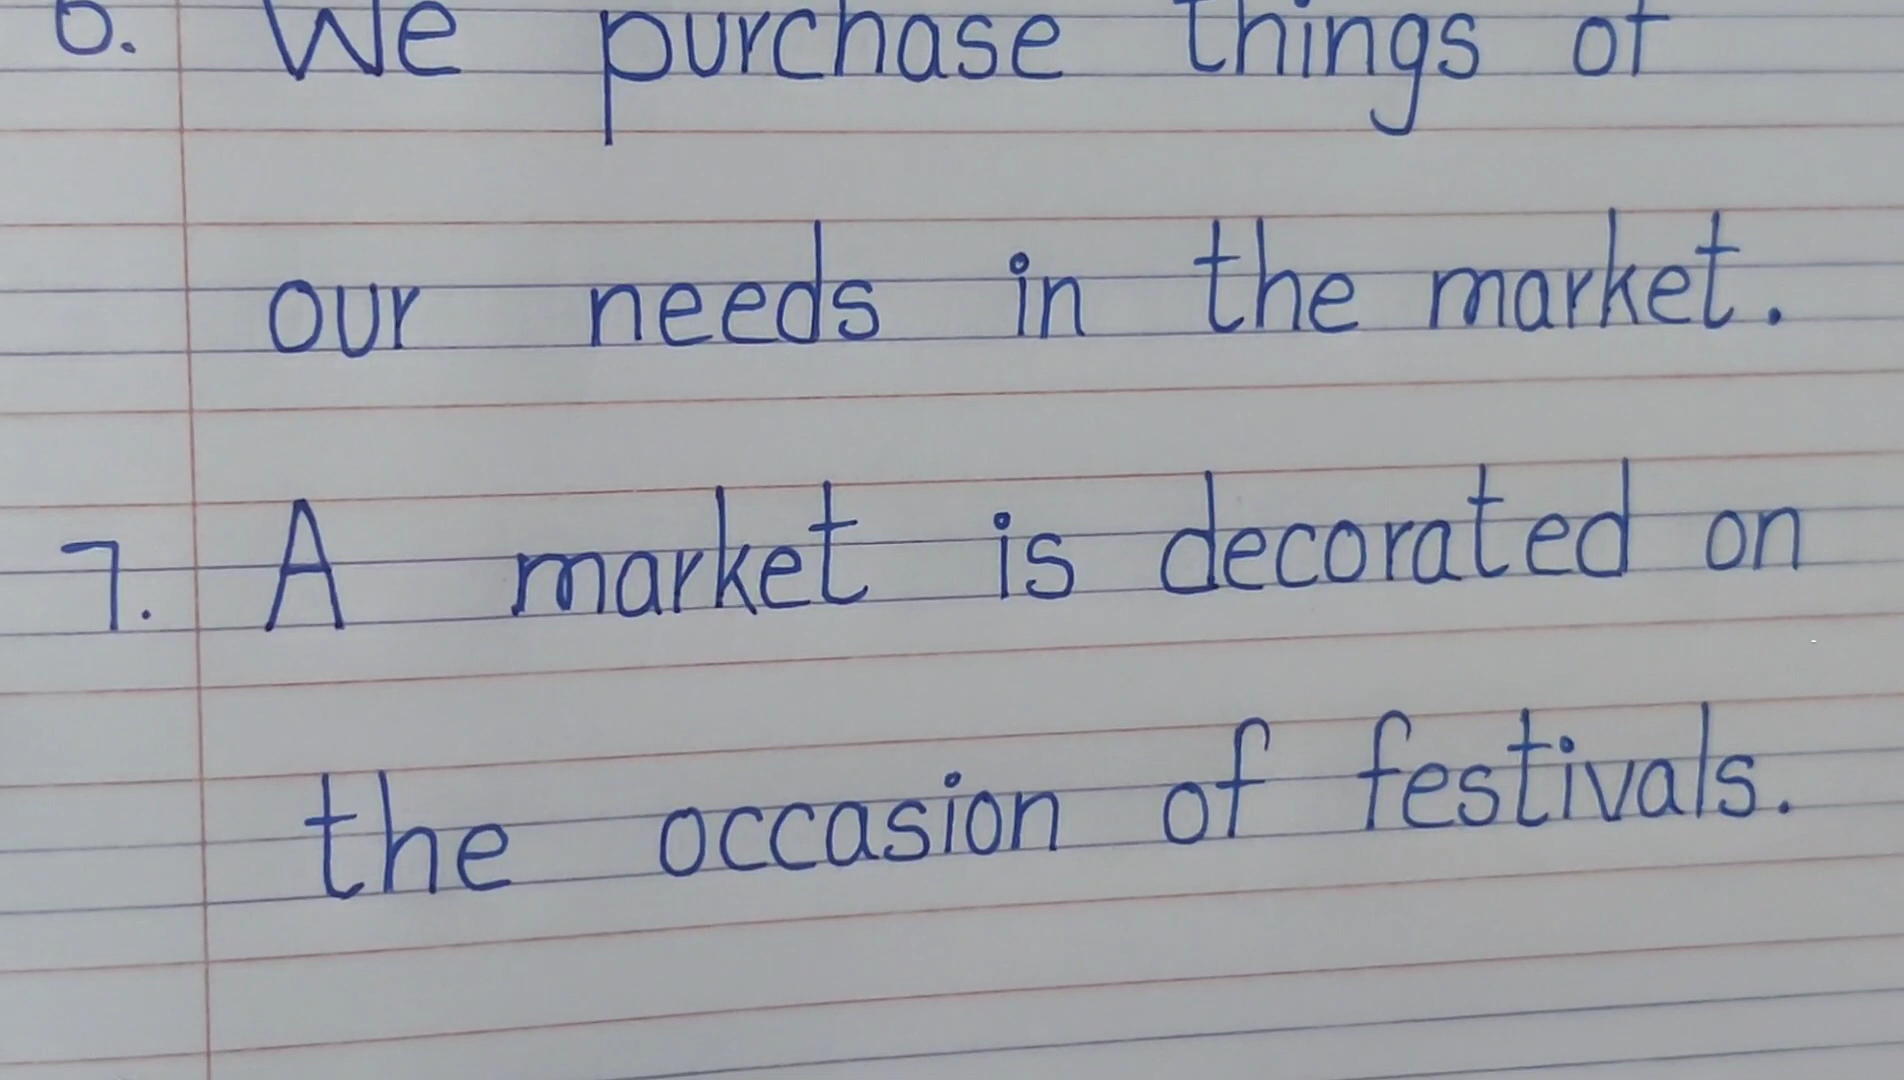 6. We purchase things of
our needs in the market.
7. A market is decorated on
the occasion of festivals.